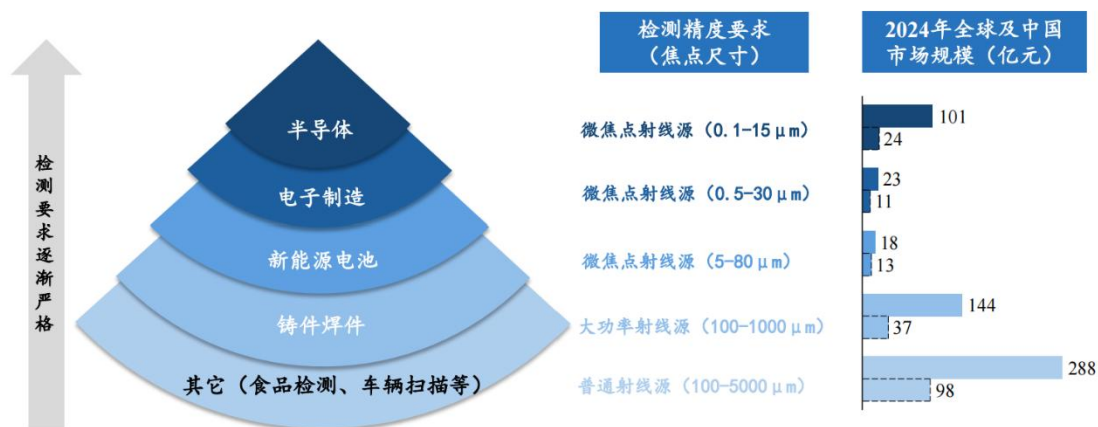 检测精度要求
（焦点尺寸）
2024年全球及中国
市场规模（亿元）
检测要求逐渐严格
半导体
微焦点射线源（0.1-15μm）
101
24
电子制造
微焦点射线源（0.5-30μm）
23
11
新能源电池
微焦点射线源（5-80μm）
18
13
铸件焊件
大功率射线源（100-1000μm）
144
37
其它（食品检测、车辆扫描等）
普通射线源（100-5000μm）
288
98